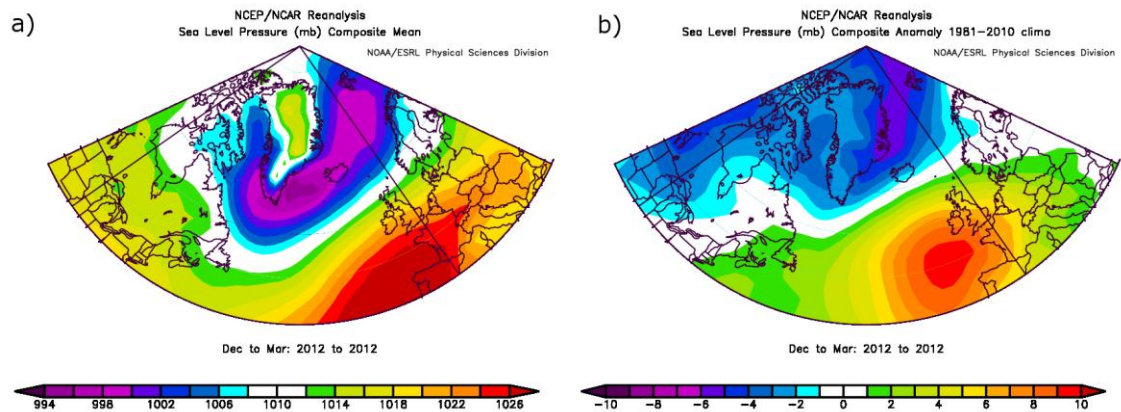 a)
NCEP/NCAR Reanalysis
Sea Level Pressure (mb) Composite Mean
NOAA/ESRL Physical Sciences Division
Dec to Mar: 2012 to 2012
994 998 1002 1006 1010 1014 1018 1022 1026
b)
NCEP/NCAR Reanalysis
Sea Level Pressure (mb) Composite Anomaly 1981-2010 climo
NOAA/ESRL Physical Sciences Division
Dec to Mar: 2012 to 2012
-10 -8 -6 -4 -2 0 2 4 6 8 10